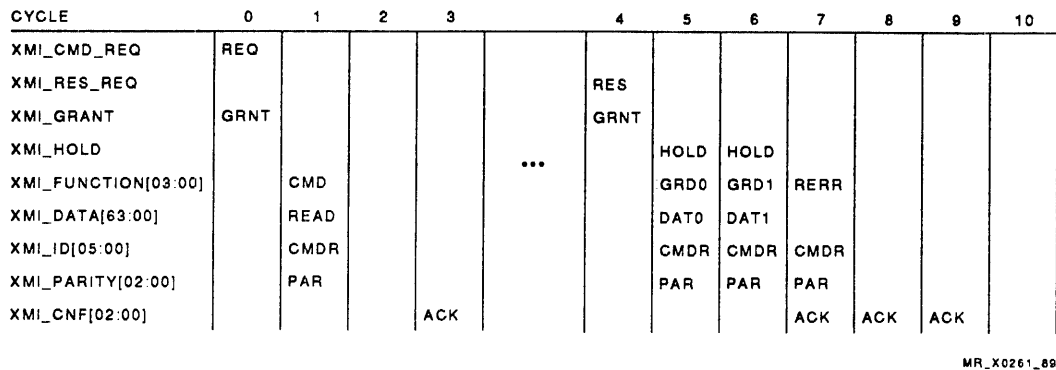 CYCLE 0 1 2 3 4 5 6 7 8 9 10
XMI_CMD_REQ REQ
XMI_RES_REQ RES
XMI_GRANT GRNT GRNT
XMI_HOLD HOLD HOLD
•••
XMI_FUNCTION[03:00] CMD GRD0 GRD1 RERR
XMI_DATA[63:00] READ DAT0 DAT1
XMI_ID[05:00] CMDR CMDR CMDR CMDR
XMI_PARITY[02:00] PAR PAR PAR PAR
XMI_CNF[02:00] ACK ACK ACK ACK
MR_X0261_89